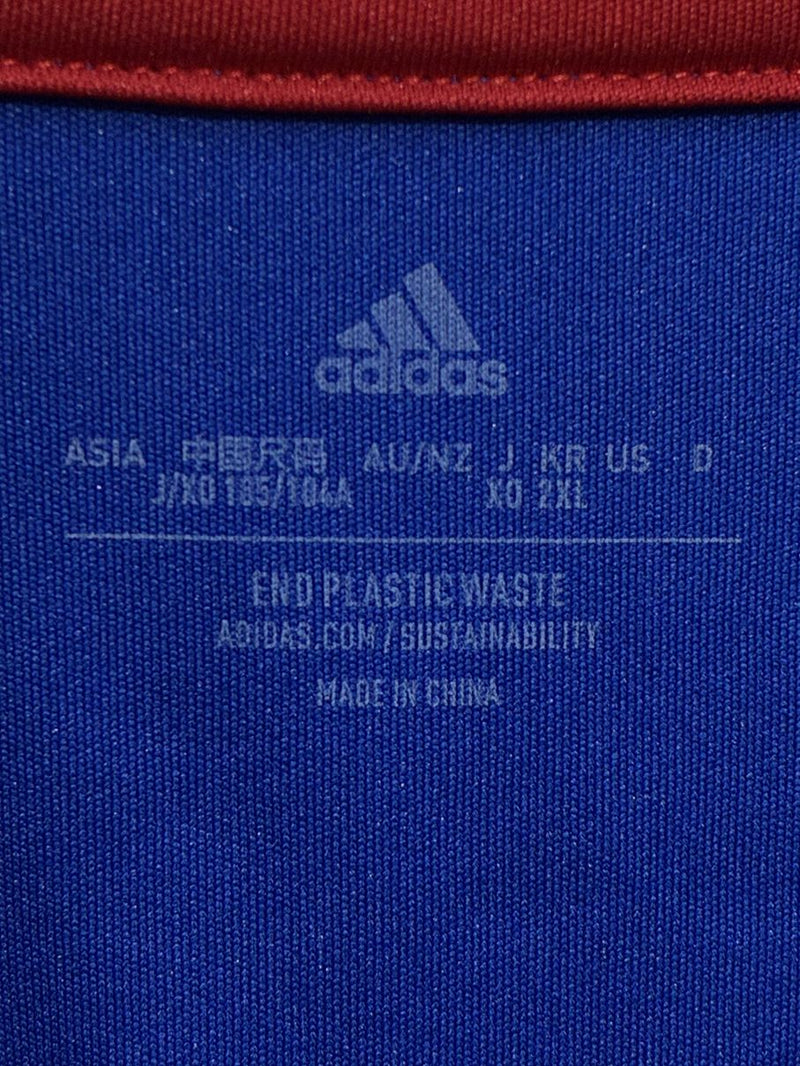 adidas
ASIA 中国尺码 AU/NZ J KR US D
J/XO 185/104A XO 2XL
END PLASTIC WASTE
ADIDAS.COM/SUSTAINABILITY
MADE IN CHINA